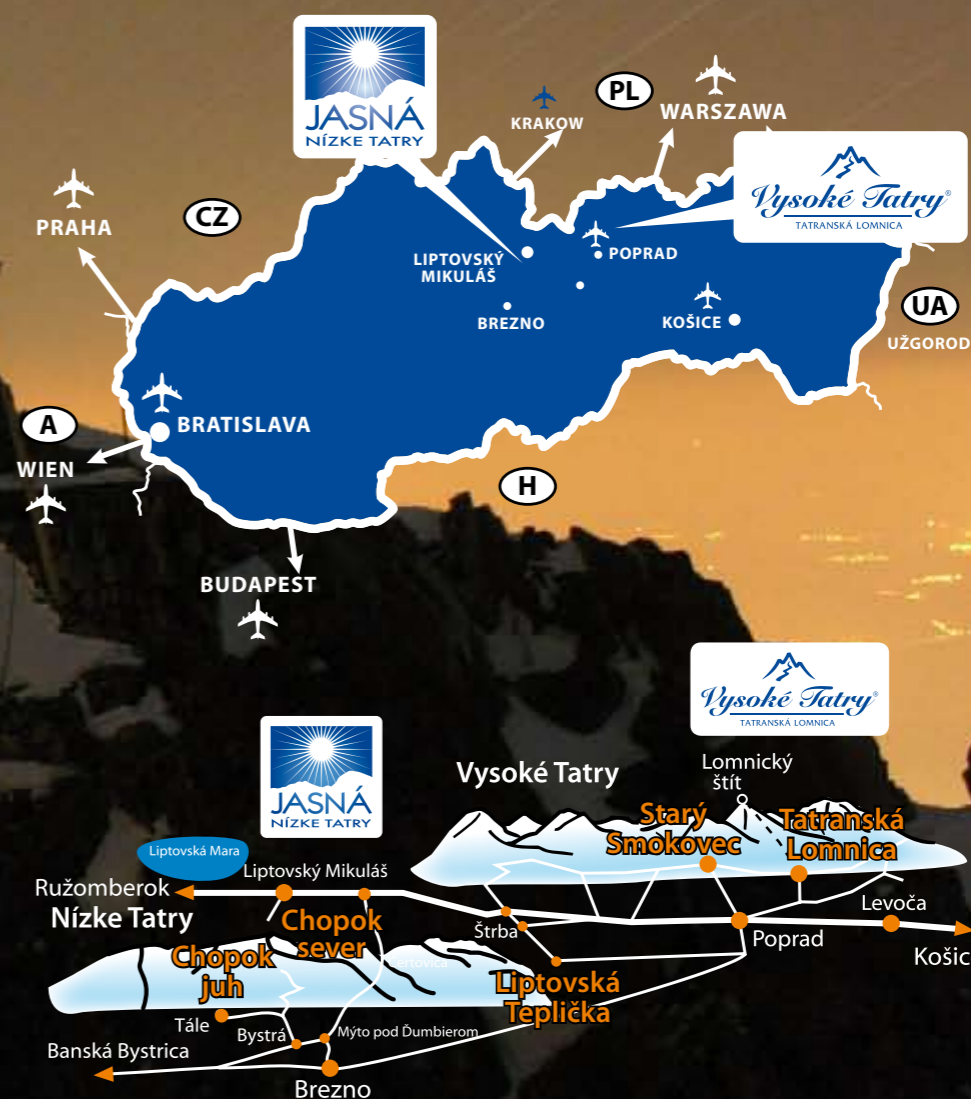 JASNÁ
NÍZKE TATRY
KRAKOW
PL
WARSZAWA
Vysoké Tatry®
TATRANSKÁ LOMNICA
PRAHA
CZ
LIPTOVSKÝ
MIKULÁŠ
POPRAD
BREZNO
KOŠICE
UA
UŽGOROD
A
WIEN
BRATISLAVA
H
BUDAPEST
Vysoké Tatry®
TATRANSKÁ LOMNICA
JASNÁ
NÍZKE TATRY
Vysoké Tatry
Lomnický
štít
Starý
Smokovec
Tatranská
Lomnica
Liptovská Mara
Liptovský Mikuláš
Ružomberok
Nízke Tatry
Chopok
sever
Štrba
Poprad
Levoča
Košic
Chopok
juh
Čertovica
Liptovská
Teplička
Tále
Bystrá
Mýto pod Ďumbierom
Banská Bystrica
Brezno